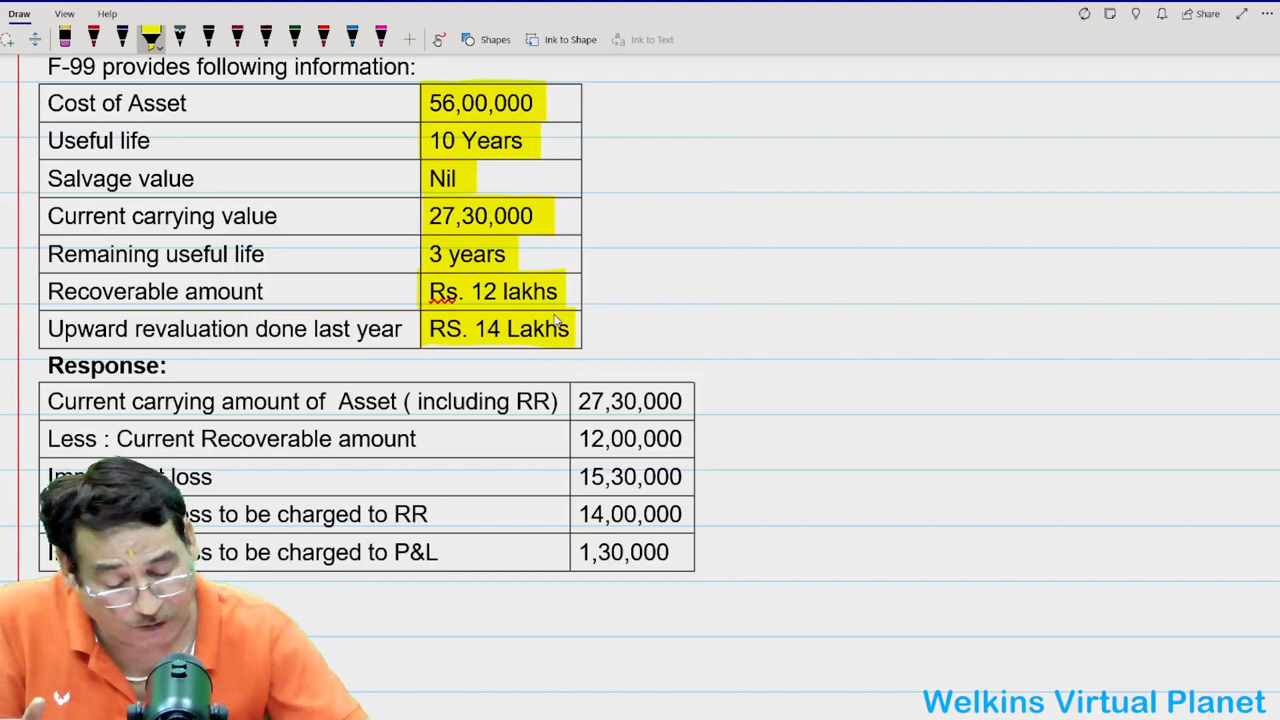 Draw View Help Share
Shapes Ink to Shape Ink to Text
F-99 provides following information:
Cost of Asset 56,00,000
Useful life 10 Years
Salvage value Nil
Current carrying value 27,30,000
Remaining useful life 3 years
Recoverable amount Rs. 12 lakhs
Upward revaluation done last year RS. 14 Lakhs
Response:
Current carrying amount of Asset ( including RR) 27,30,000
Less : Current Recoverable amount 12,00,000
loss 15,30,000
to be charged to RR 14,00,000
to be charged to P&L 1,30,000
Welkins Virtual Planet